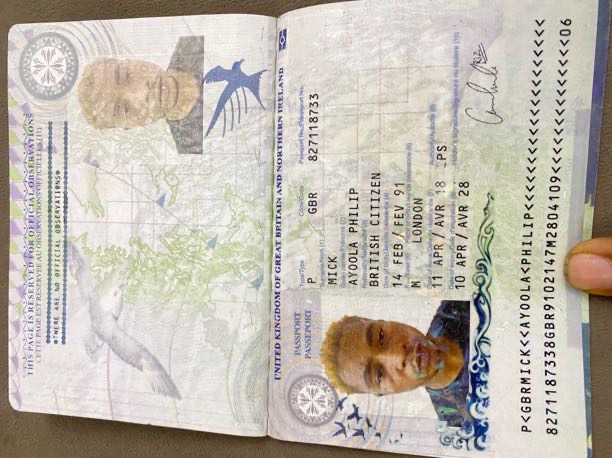 THIS PAGE IS RESERVED FOR OFFICIAL OBSERVATIONS
CETTE PAGE EST RESERVEE AU OBSERVATIONS OFFICIELLES (11)
THERE ARE NO OFFICIAL OBSERVATIONS
UNITED KINGDOM OF GREAT BRITAIN AND NORTHERN IRELAND
PASSPORT
PASSEPORT
Type/Type Code/Code Passport No./Passeport No.
P GBR 827118733
Surname/Nom (1)
MICK
Given names/Prénoms (2)
AYOOLA PHILIP
Nationality/Nationalité (3)
BRITISH CITIZEN
Date of birth/Date de naissance (4)
14 FEB / FEV 91
Sex/Sexe (5) Place of birth/Lieu de naissance (6)
M LONDON
Date of issue/Date de délivrance (7) Authority/Autorité (8)
11 APR / AVR 18 _PS
Date of expiry/Date d'expiration (9) Holder's signature/Signature du titulaire (10)
10 APR / AVR 28
P<GBRMICK<<AYOOLA<PHILIP<<<<<<<<<<<<<<<<<<<<
8271187338GBR9102147M2804109<<<<<<<<<<<<<<06